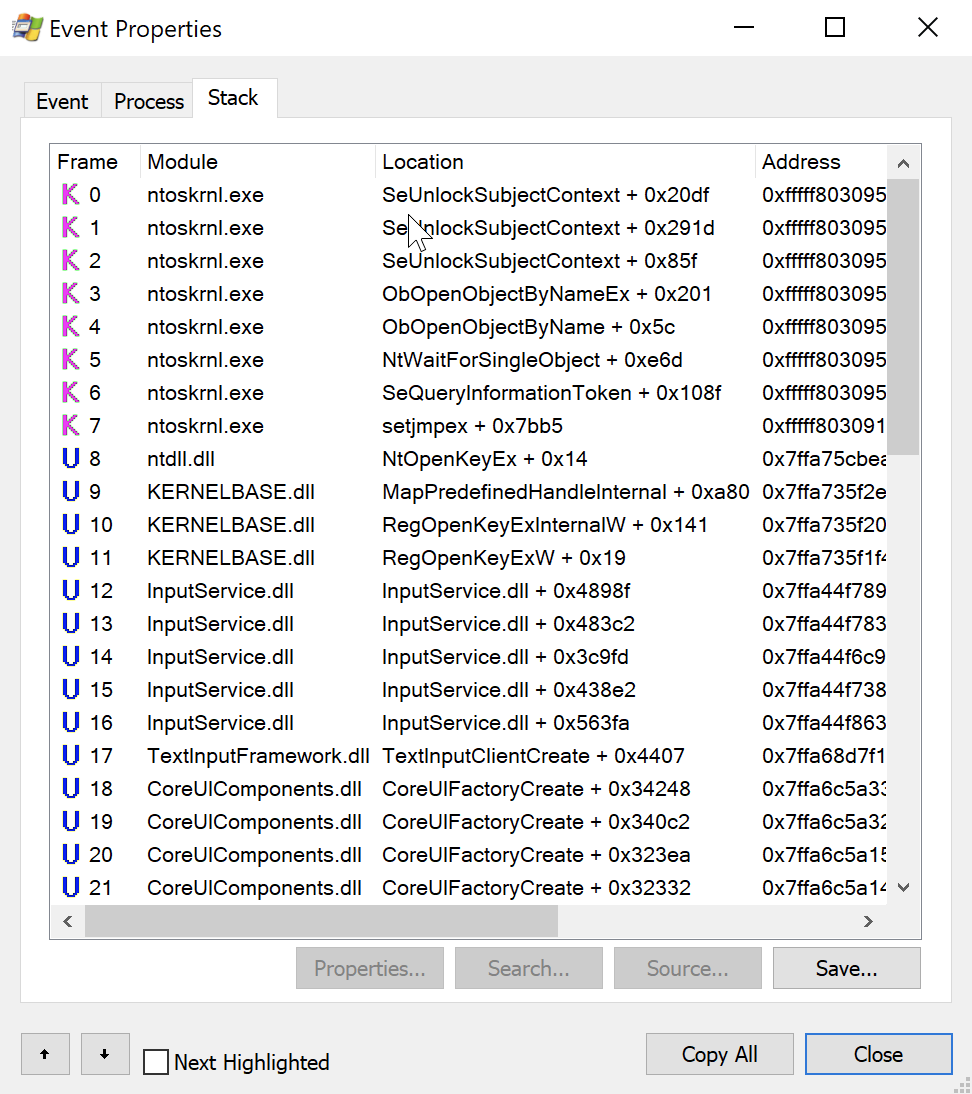 Event Properties
Event Process Stack
Frame Module Location Address
K 0 ntoskrnl.exe SeUnlockSubjectContext + 0x20df 0xfffff803095
K 1 ntoskrnl.exe SeUnlockSubjectContext + 0x291d 0xfffff803095
K 2 ntoskrnl.exe SeUnlockSubjectContext + 0x85f 0xfffff803095
K 3 ntoskrnl.exe ObOpenObjectByNameEx + 0x201 0xfffff803095
K 4 ntoskrnl.exe ObOpenObjectByName + 0x5c 0xfffff803095
K 5 ntoskrnl.exe NtWaitForSingleObject + 0xe6d 0xfffff803095
K 6 ntoskrnl.exe SeQueryInformationToken + 0x108f 0xfffff803095
K 7 ntoskrnl.exe setjmpex + 0x7bb5 0xfffff803091
U 8 ntdll.dll NtOpenKeyEx + 0x14 0x7ffa75cbea
U 9 KERNELBASE.dll MapPredefinedHandleInternal + 0xa80 0x7ffa735f2e
U 10 KERNELBASE.dll RegOpenKeyExInternalW + 0x141 0x7ffa735f20
U 11 KERNELBASE.dll RegOpenKeyExW + 0x19 0x7ffa735f14
U 12 InputService.dll InputService.dll + 0x4898f 0x7ffa44f789
U 13 InputService.dll InputService.dll + 0x483c2 0x7ffa44f783
U 14 InputService.dll InputService.dll + 0x3c9fd 0x7ffa44f6c9
U 15 InputService.dll InputService.dll + 0x438e2 0x7ffa44f738
U 16 InputService.dll InputService.dll + 0x563fa 0x7ffa44f863
U 17 TextInputFramework.dll TextInputClientCreate + 0x4407 0x7ffa68d7f1
U 18 CoreUIComponents.dll CoreUIFactoryCreate + 0x34248 0x7ffa6c5a33
U 19 CoreUIComponents.dll CoreUIFactoryCreate + 0x340c2 0x7ffa6c5a32
U 20 CoreUIComponents.dll CoreUIFactoryCreate + 0x323ea 0x7ffa6c5a15
U 21 CoreUIComponents.dll CoreUIFactoryCreate + 0x32332 0x7ffa6c5a14
Properties... Search... Source... Save...
Next Highlighted Copy All Close